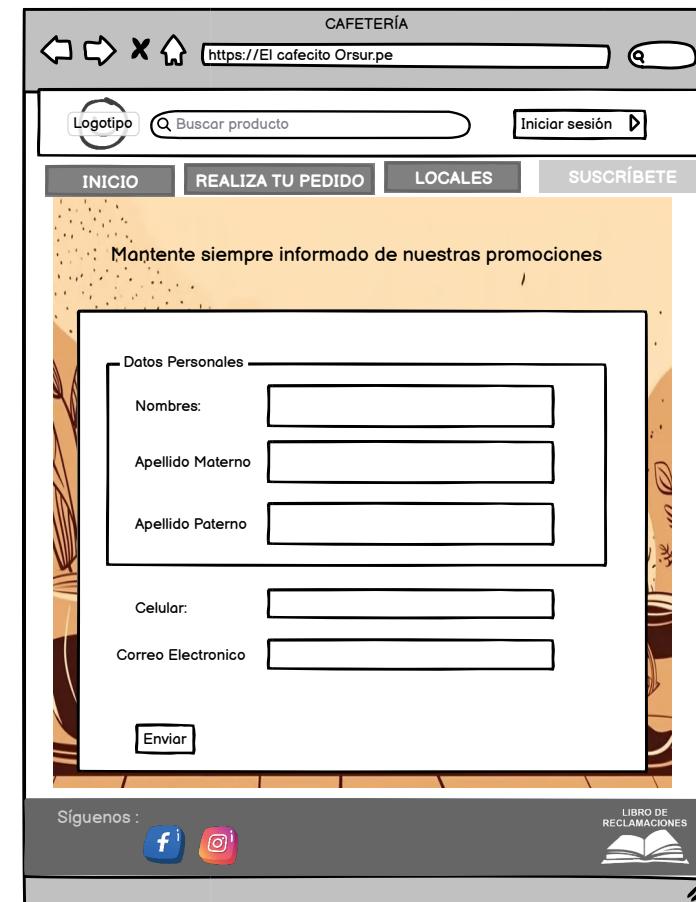 CAFETERÍA
https://El cafecito Orsur.pe
Logotipo
Buscar producto
Iniciar sesión
INICIO
REALIZA TU PEDIDO
LOCALES
SUSCRÍBETE
Mantente siempre informado de nuestras promociones
Datos Personales
Nombres:
Apellido Materno
Apellido Paterno
Celular:
Correo Electronico
Enviar
Síguenos :
LIBRO DE
RECLAMACIONES